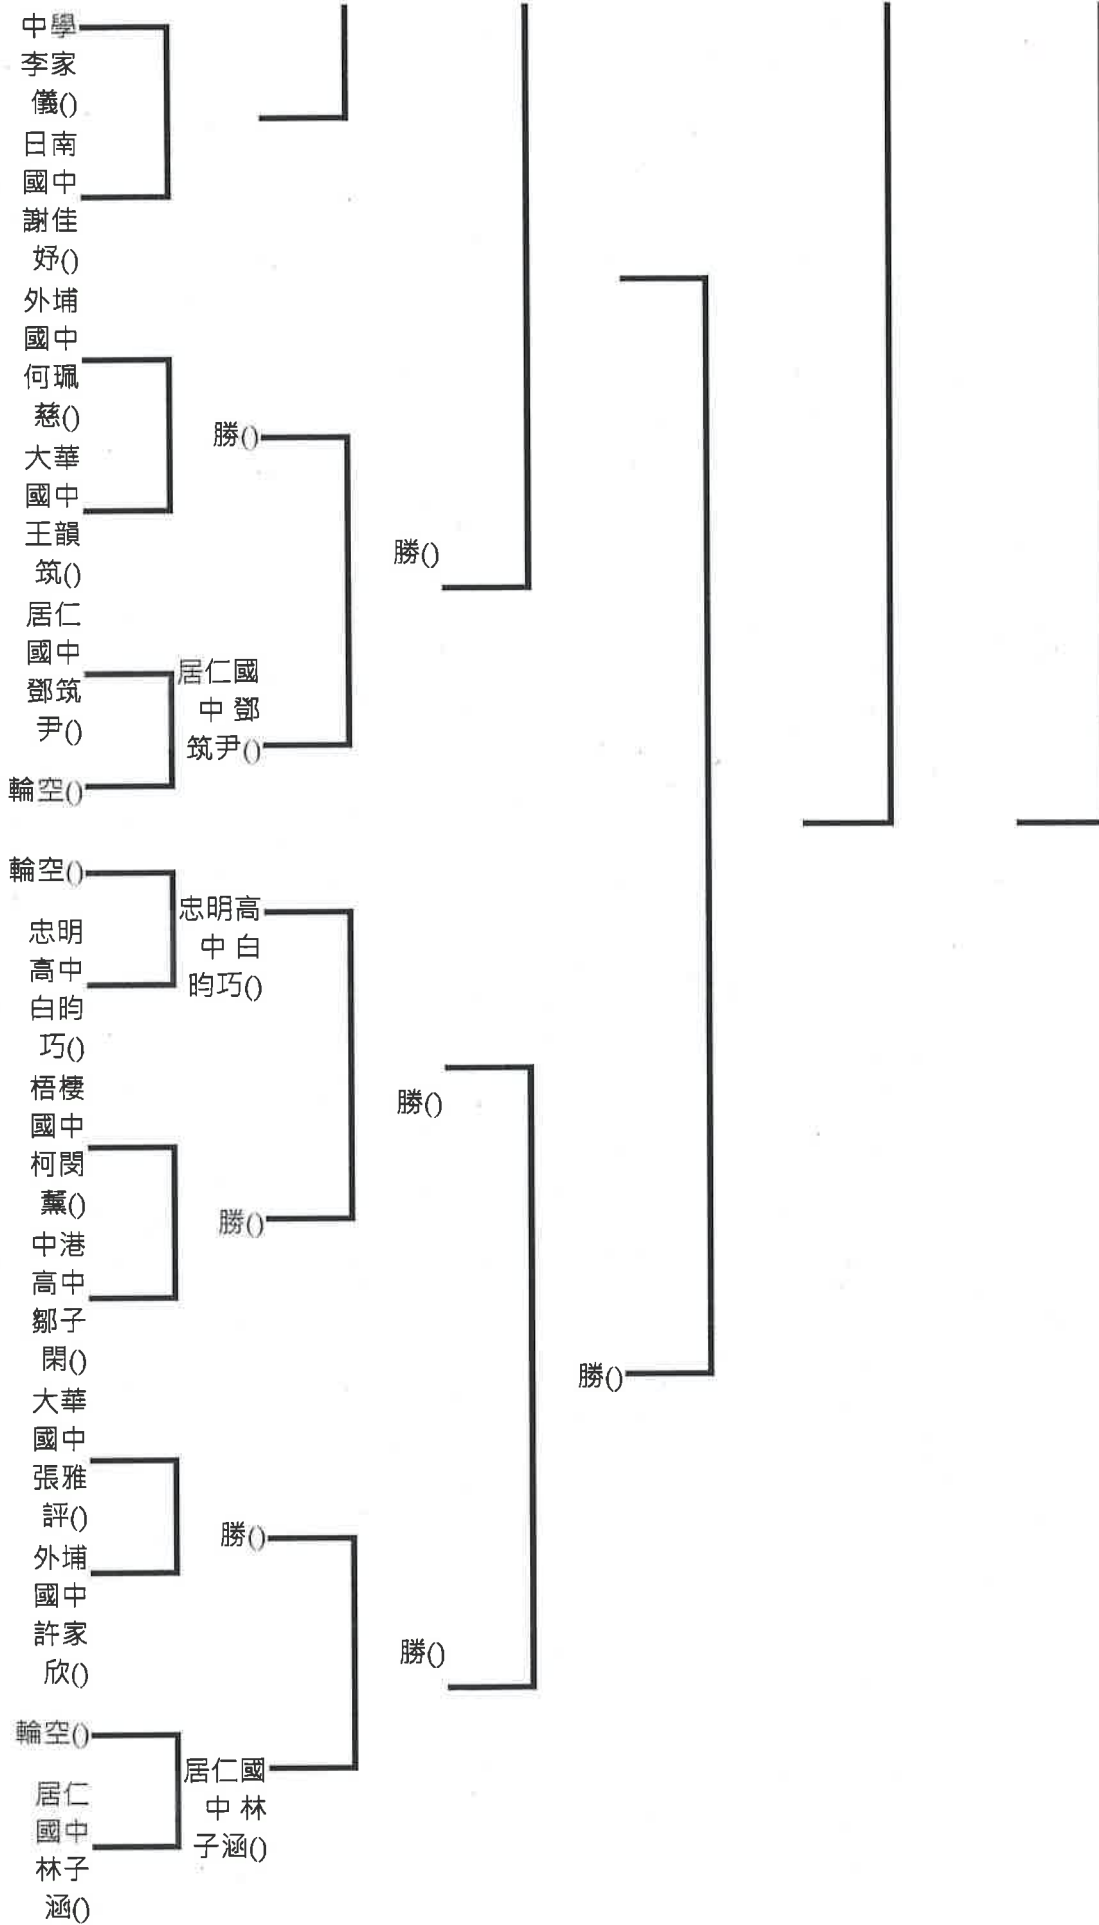 中學
李家
儀()
日南
國中
謝佳
妤()
外埔
國中
何珮
慈()
大華
國中
王韻
筑()
居仁
國中
鄧筑
尹()
輪空()
輪空()
忠明
高中
白昀
巧()
梧棲
國中
柯閔
薰()
中港
高中
鄒子
閑()
大華
國中
張雅
評()
外埔
國中
許家
欣()
輪空()
居仁
國中
林子
涵()
勝()
居仁國
中 鄧
筑尹()
忠明高
中 白
昀巧()
勝()
勝()
居仁國
中 林
子涵()
勝()
勝()
勝()
勝()